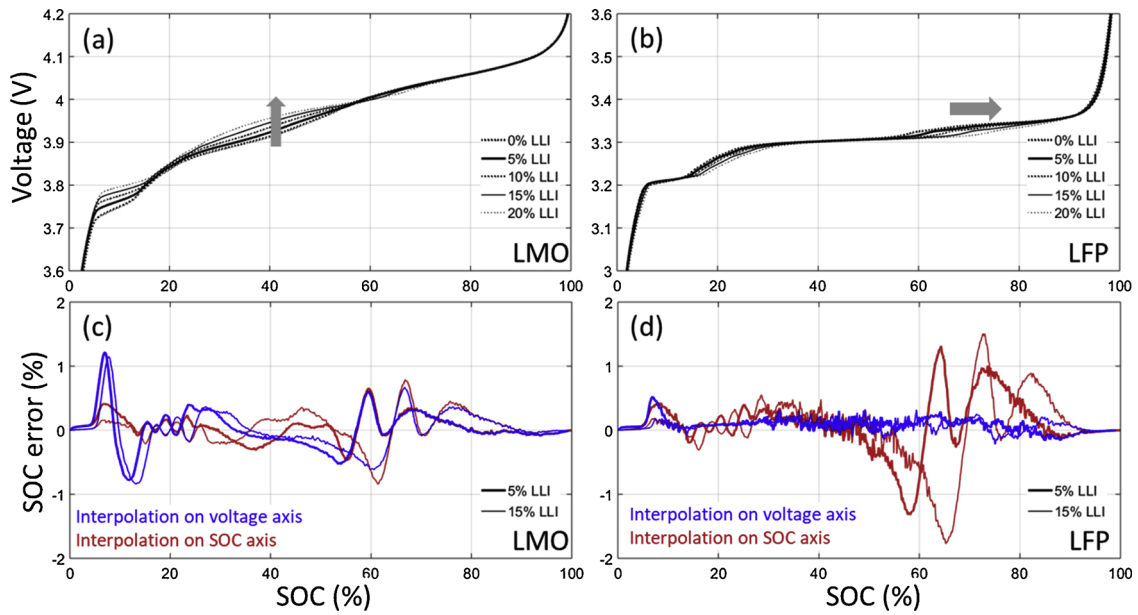 (a)
4.2
4.1
4
3.9
3.8
3.7
3.6
Voltage (V)
0% LLI
5% LLI
10% LLI
15% LLI
20% LLI
LMO
0 20 40 60 80 100
(b)
3.6
3.5
3.4
3.3
3.2
3.1
3
0% LLI
5% LLI
10% LLI
15% LLI
20% LLI
LFP
0 20 40 60 80 100
(c)
2
1
0
-1
-2
SOC error (%)
5% LLI
15% LLI
Interpolation on voltage axis
Interpolation on SOC axis
LMO
0 20 40 60 80 100
SOC (%)
(d)
2
1
0
-1
-2
5% LLI
15% LLI
Interpolation on voltage axis
Interpolation on SOC axis
LFP
0 20 40 60 80 100
SOC (%)